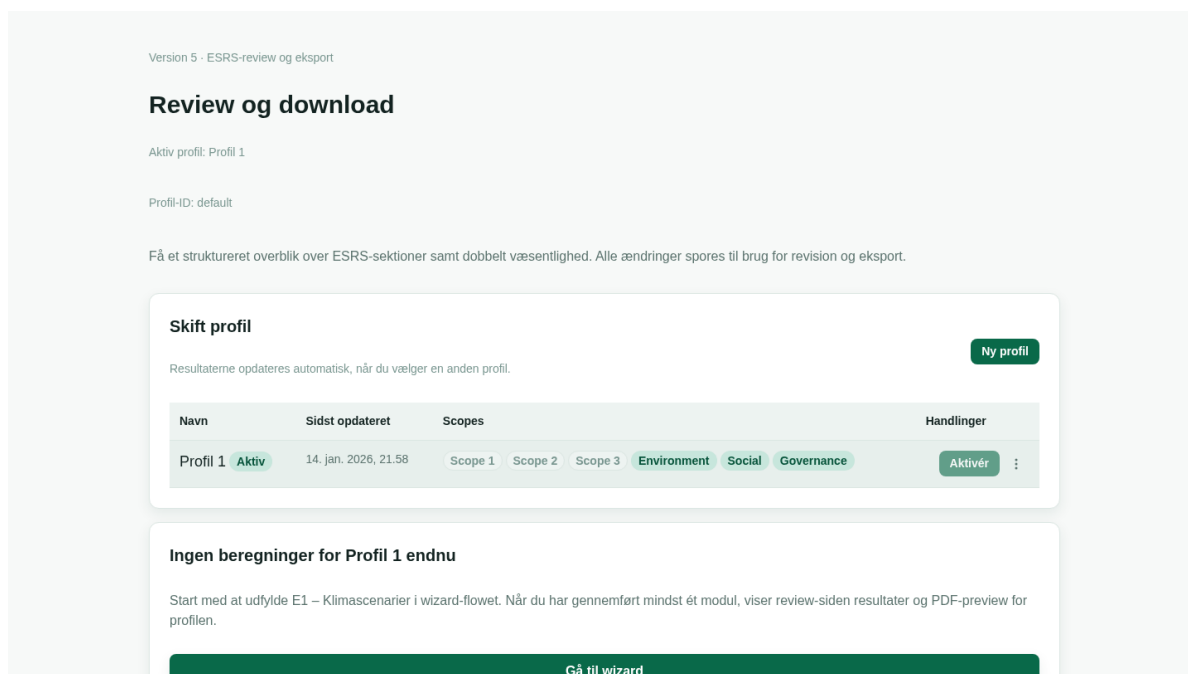 Version 5 · ESRS-review og eksport
Review og download
Aktiv profil: Profil 1
Profil-ID: default
Få et struktureret overblik over ESRS-sektioner samt dobbelt væsentlighed. Alle ændringer spores til brug for revision og eksport.
Skift profil
Ny profil
Resultaterne opdateres automatisk, når du vælger en anden profil.
Navn Sidst opdateret Scopes Handlinger
Profil 1 Aktiv 14. jan. 2026, 21.58 Scope 1 Scope 2 Scope 3 Environment Social Governance Aktivér
Ingen beregninger for Profil 1 endnu
Start med at udfylde E1 – Klimascenarier i wizard-flowet. Når du har gennemført mindst ét modul, viser review-siden resultater og PDF-preview for
profilen.
Gå til wizard